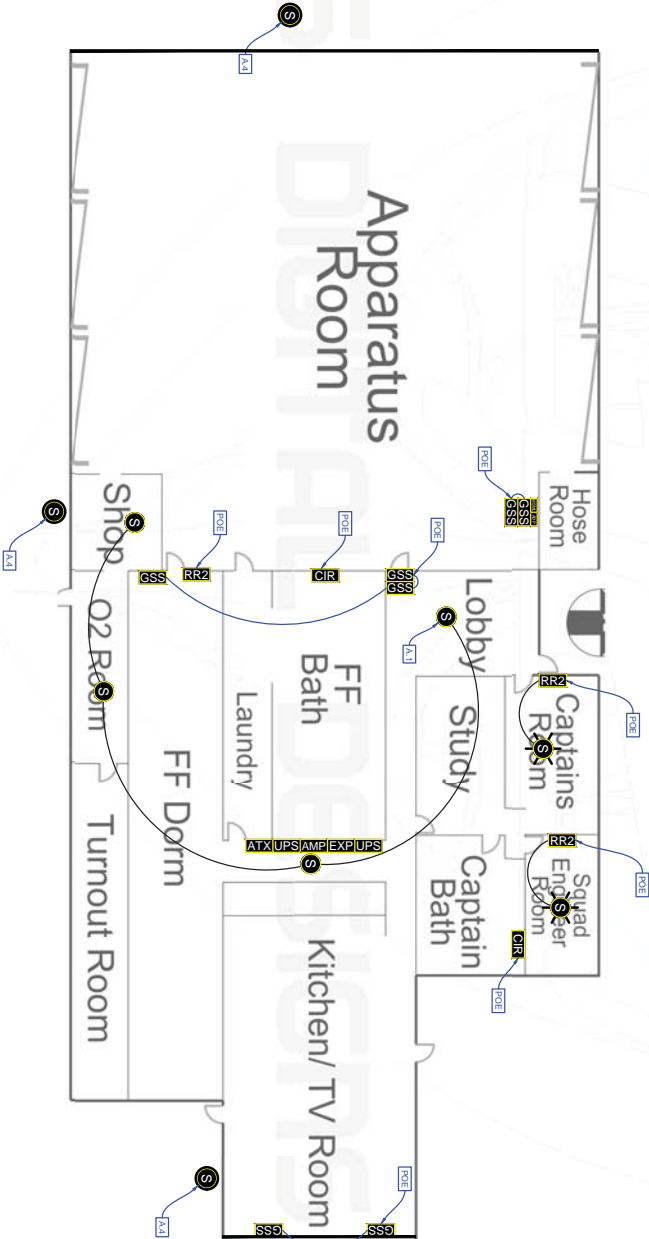 S
A.4
Apparatus
Room
POE
GSS
GSS
Hose
Room
S
A.4
Shop
S
POE
RR2
GSS
POE
CIR
POE
GSS
GSS
Lobby
S
A.1
O2 Room
S
FF
Bath
Laundry
Study
RR2
POE
Captains
Room
S
FF Dorm
Turnout Room
ATX UPS AMP EXP UPS
S
RR2
POE
Squad
Engineer
Room
S
Captain
Bath
CIR
POE
Kitchen/ TV Room
S
A.4
POE
GSS
GSS
DIGITAL DESIGNS